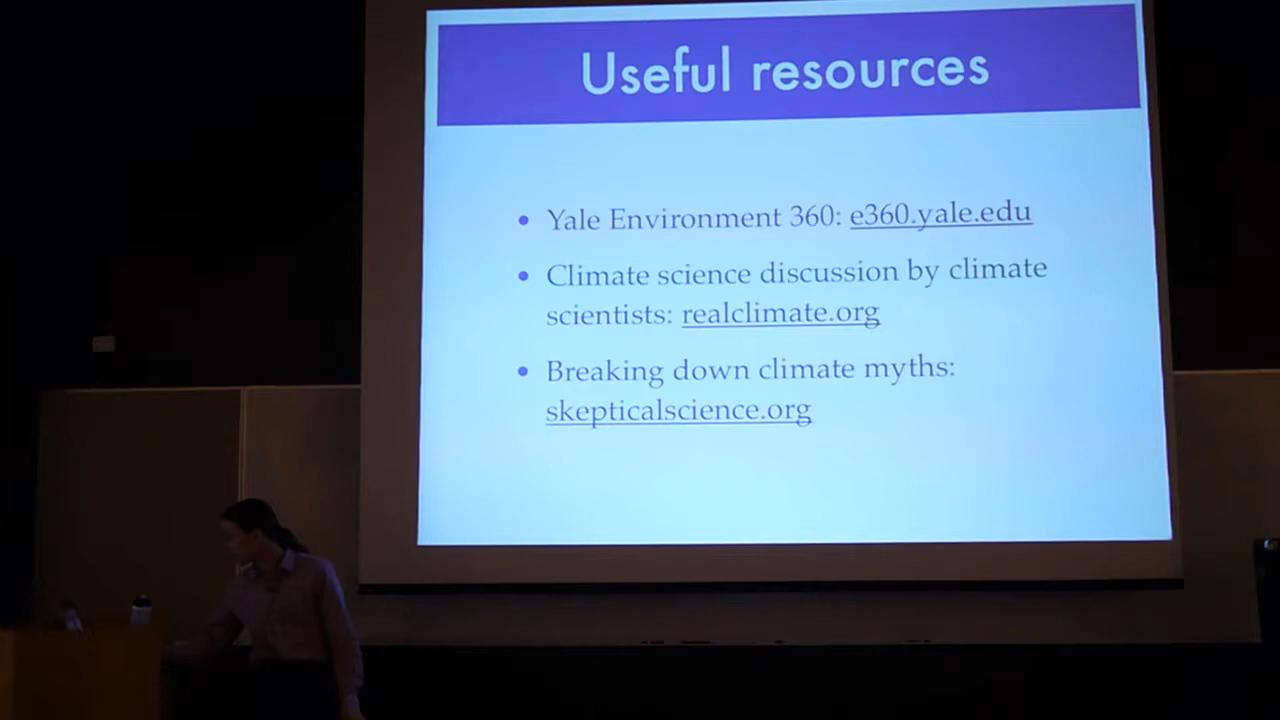 Useful resources
• Yale Environment 360: e360.yale.edu
• Climate science discussion by climate
scientists: realclimate.org
• Breaking down climate myths:
skepticalscience.org